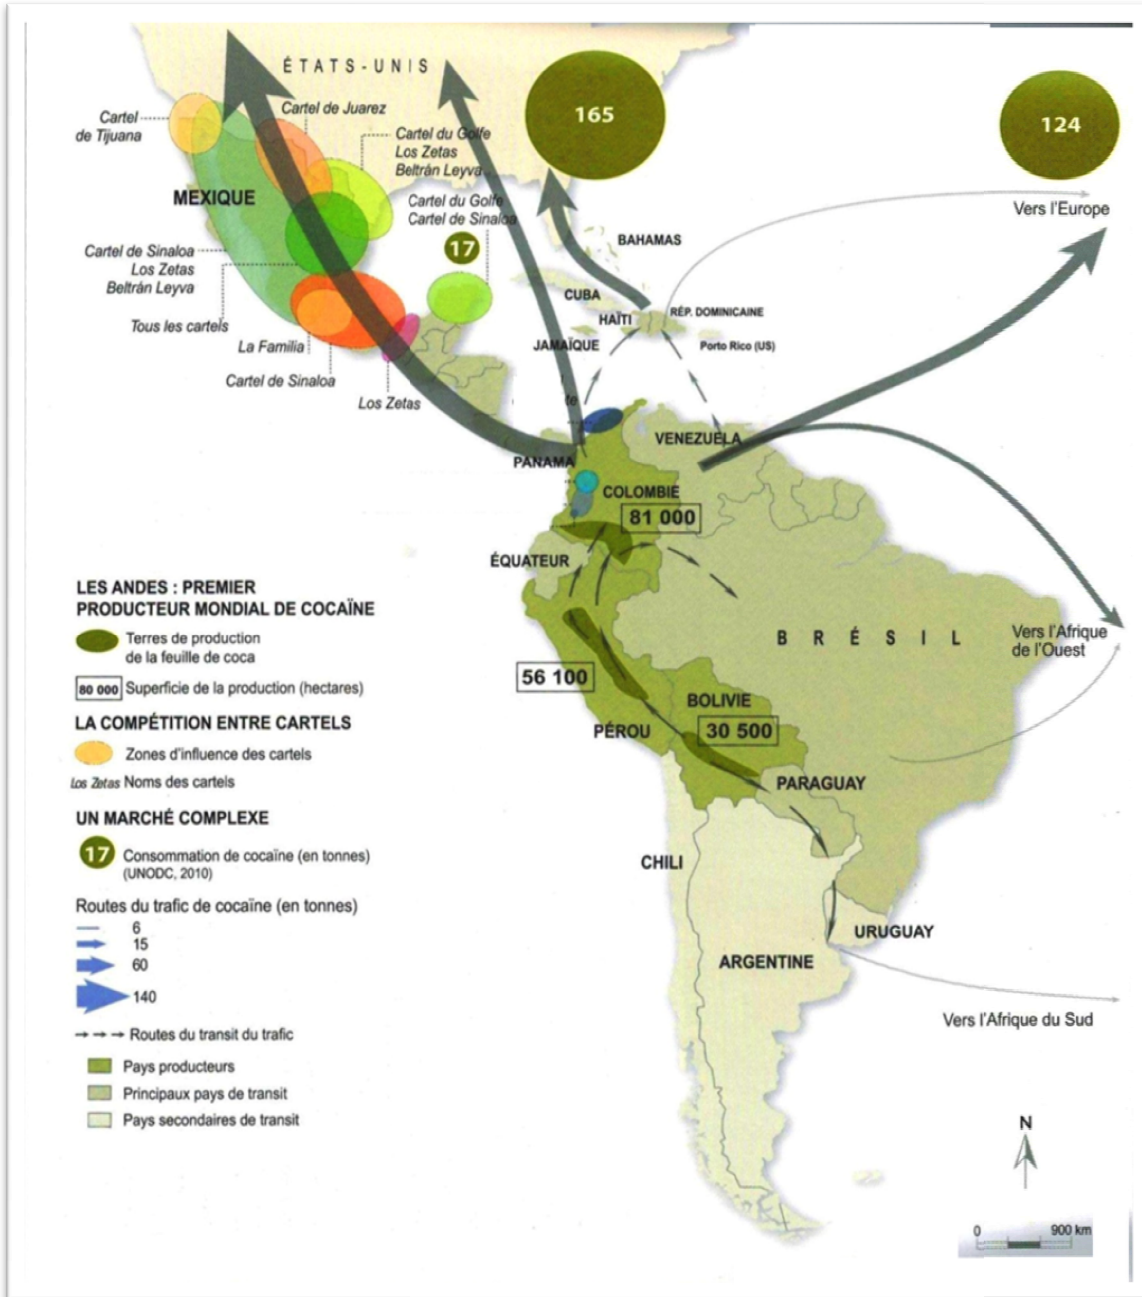 ÉTATS-UNIS
165
124
Cartel
de Tijuana
Cartel de Juarez
Cartel du Golfe
Los Zetas
Beltrán Leyva
MEXIQUE
Cartel du Golfe
Cartel de Sinaloa
17
Vers l'Europe
BAHAMAS
Cartel de Sinaloa
Los Zetas
Beltrán Leyva
CUBA
HAÏTI
RÉP. DOMINICAINE
Tous les cartels
JAMAÏQUE
Porto Rico (US)
La Familia
Cartel de Sinaloa
Los Zetas
te
VENEZUELA
PANAMA
COLOMBIE
81 000
ÉQUATEUR
BRÉSIL
Vers l'Afrique
de l'Ouest
56 100
BOLIVIE
PÉROU
30 500
PARAGUAY
CHILI
URUGUAY
ARGENTINE
Vers l'Afrique du Sud
LES ANDES : PREMIER
PRODUCTEUR MONDIAL DE COCAÏNE
Terres de production
de la feuille de coca
80 000 Superficie de la production (hectares)
LA COMPÉTITION ENTRE CARTELS
Zones d'influence des cartels
Los Zetas Noms des cartels
UN MARCHÉ COMPLEXE
17 Consommation de cocaïne (en tonnes)
(UNODC, 2010)
Routes du trafic de cocaïne (en tonnes)
6
15
60
140
Routes du transit du trafic
Pays producteurs
Principaux pays de transit
Pays secondaires de transit
N
0 900 km